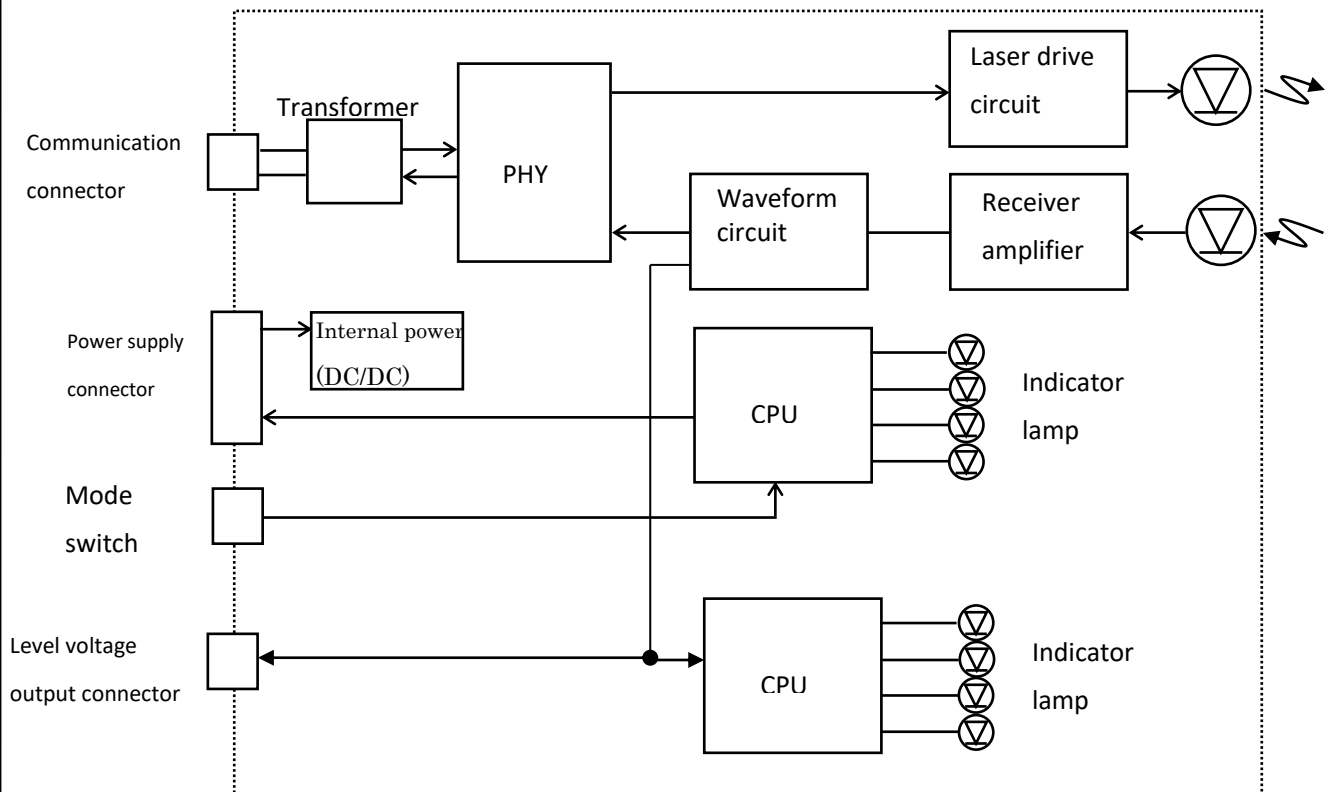 Laser drive
circuit
Transformer
Communication
connector
PHY
Waveform
circuit
Receiver
amplifier
Power supply
connector
Internal power
(DC/DC)
CPU
Indicator
lamp
Mode
switch
Level voltage
output connector
CPU
Indicator
lamp